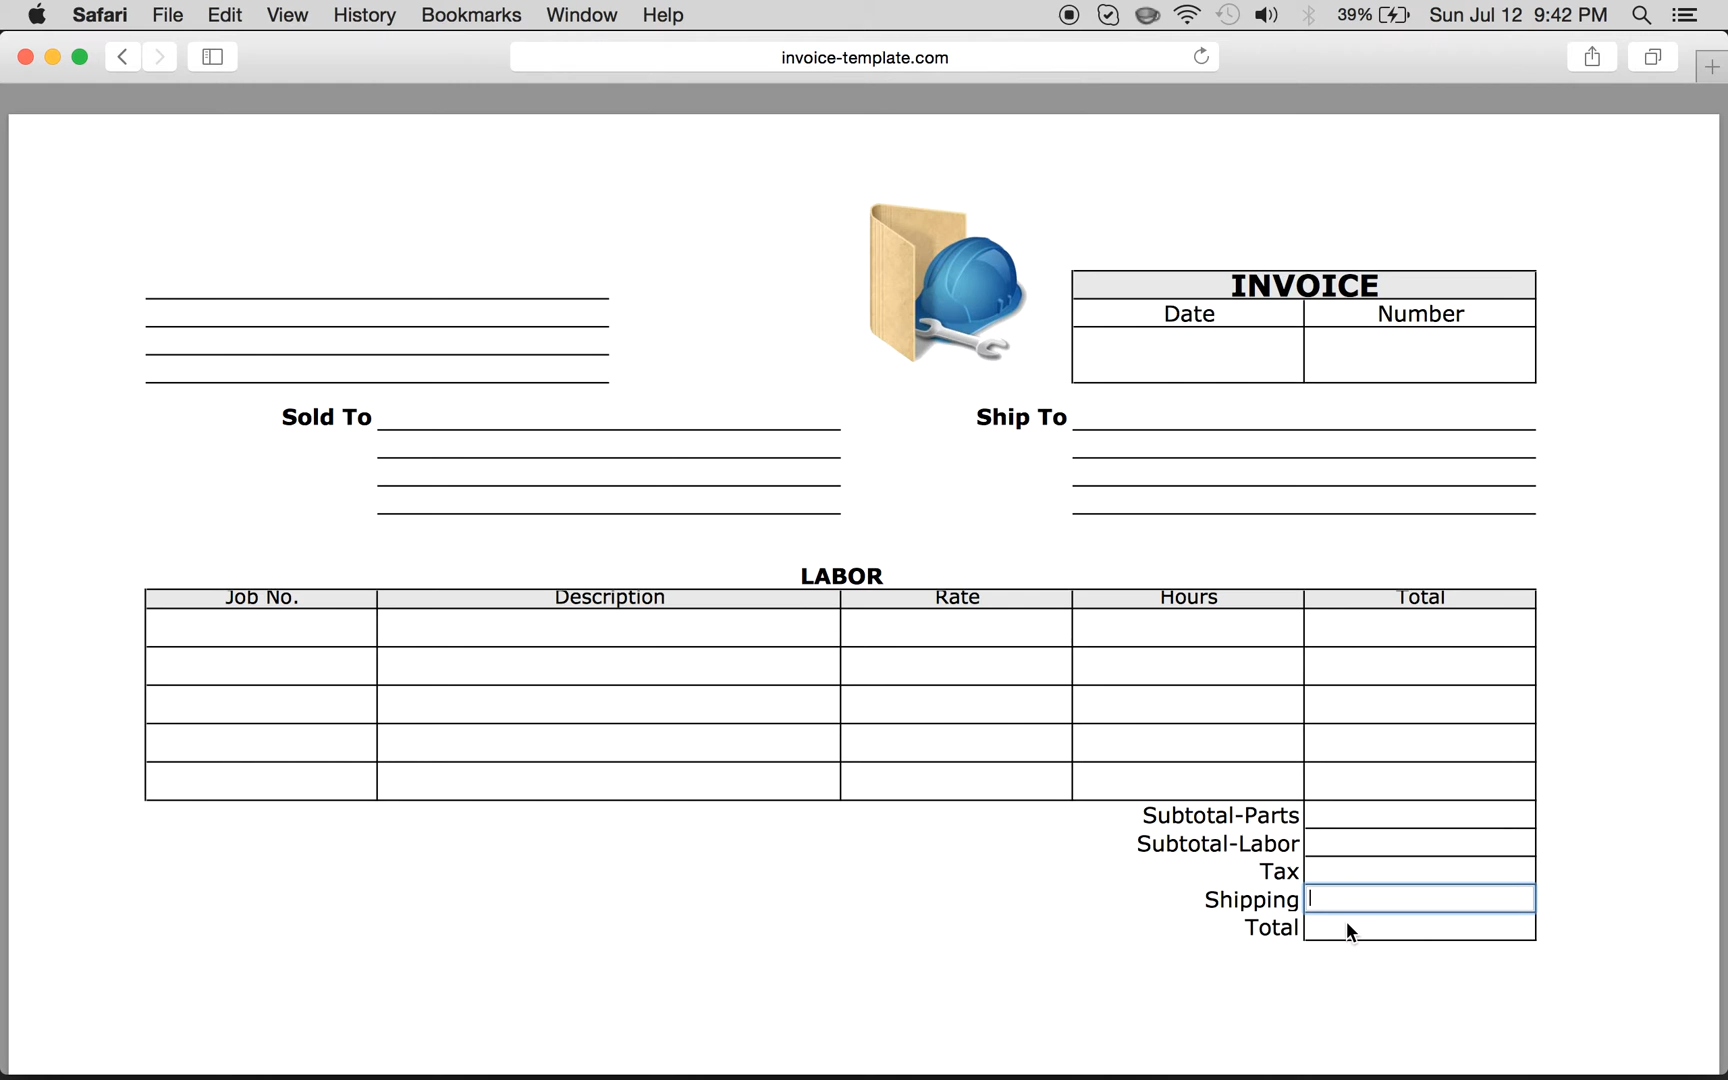 Safari File Edit View History Bookmarks Window Help 39% Sun Jul 12 9:42 PM
invoice-template.com
INVOICE
Date Number
Sold To Ship To
LABOR
Job No. Description Rate Hours Total
Subtotal-Parts
Subtotal-Labor
Tax
Shipping
Total